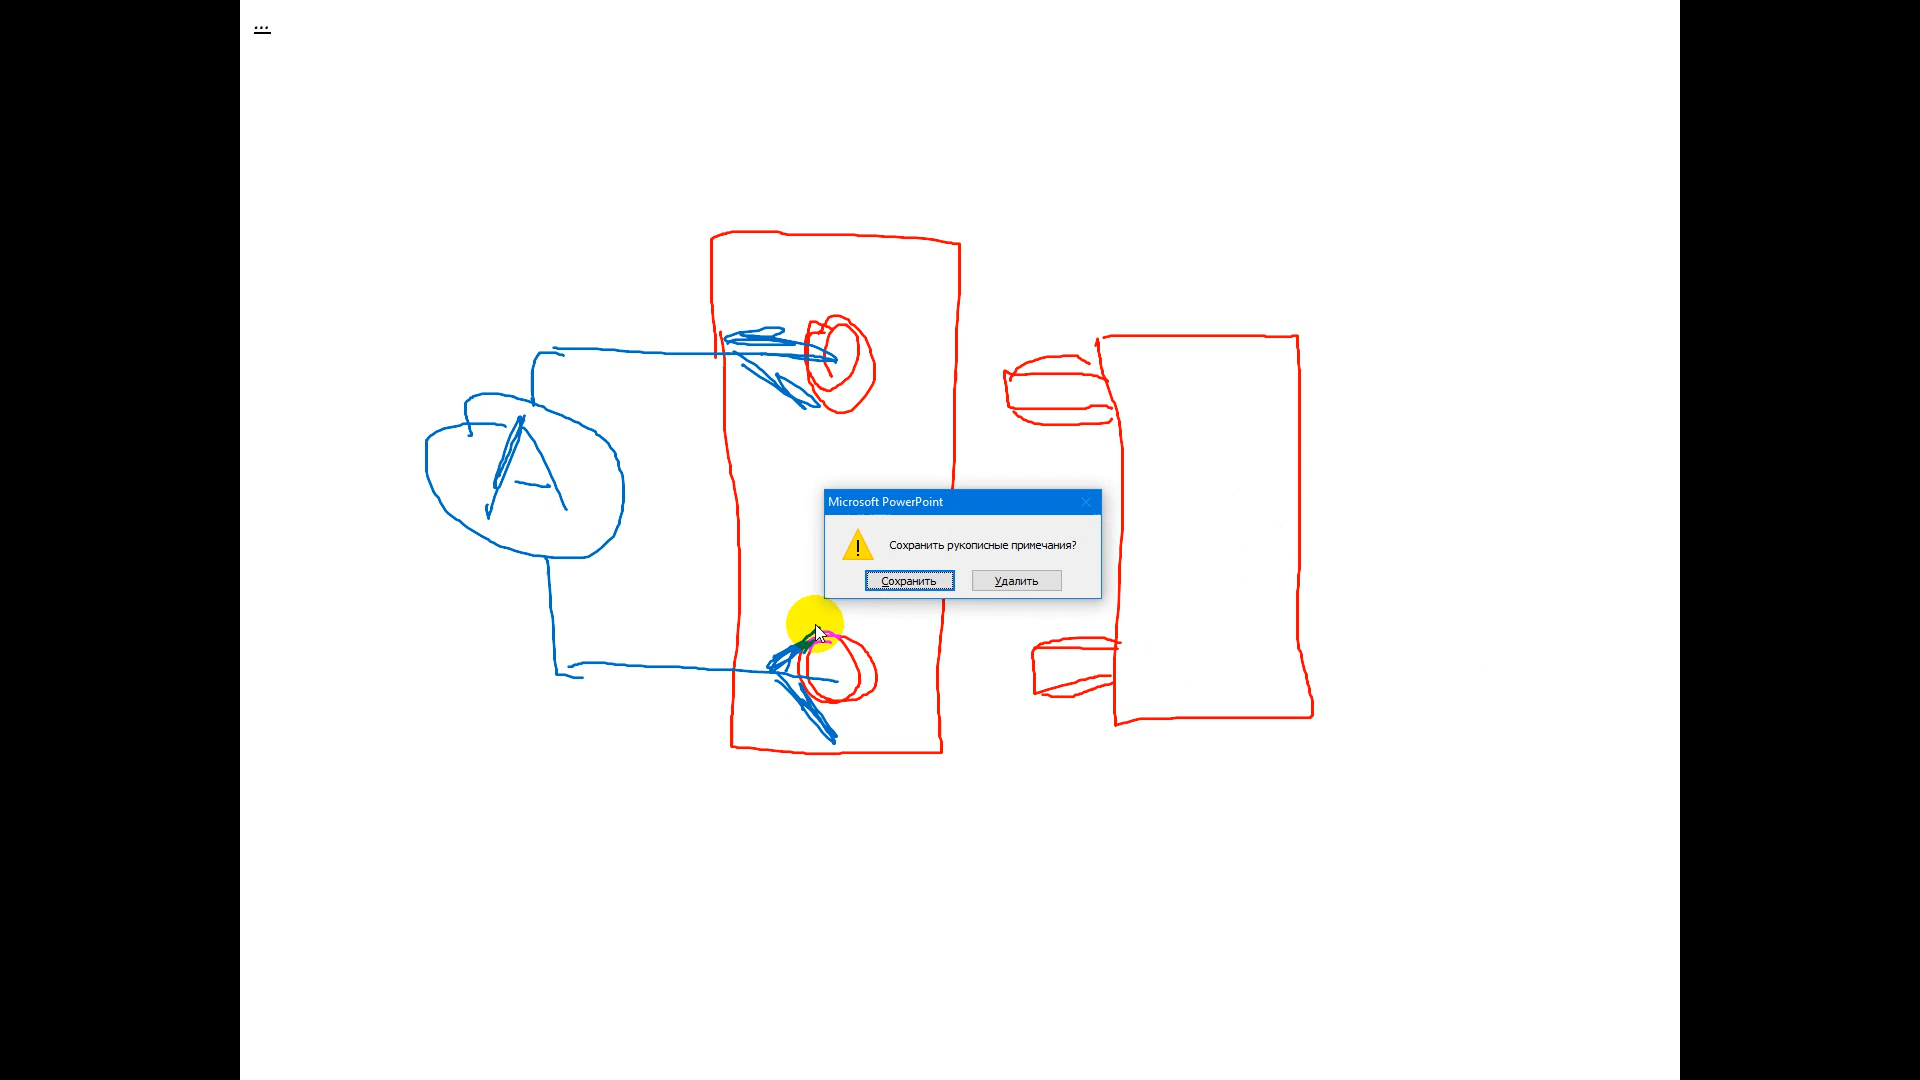 ...
A
Microsoft PowerPoint
Сохранить рукописные примечания?
Сохранить
Удалить